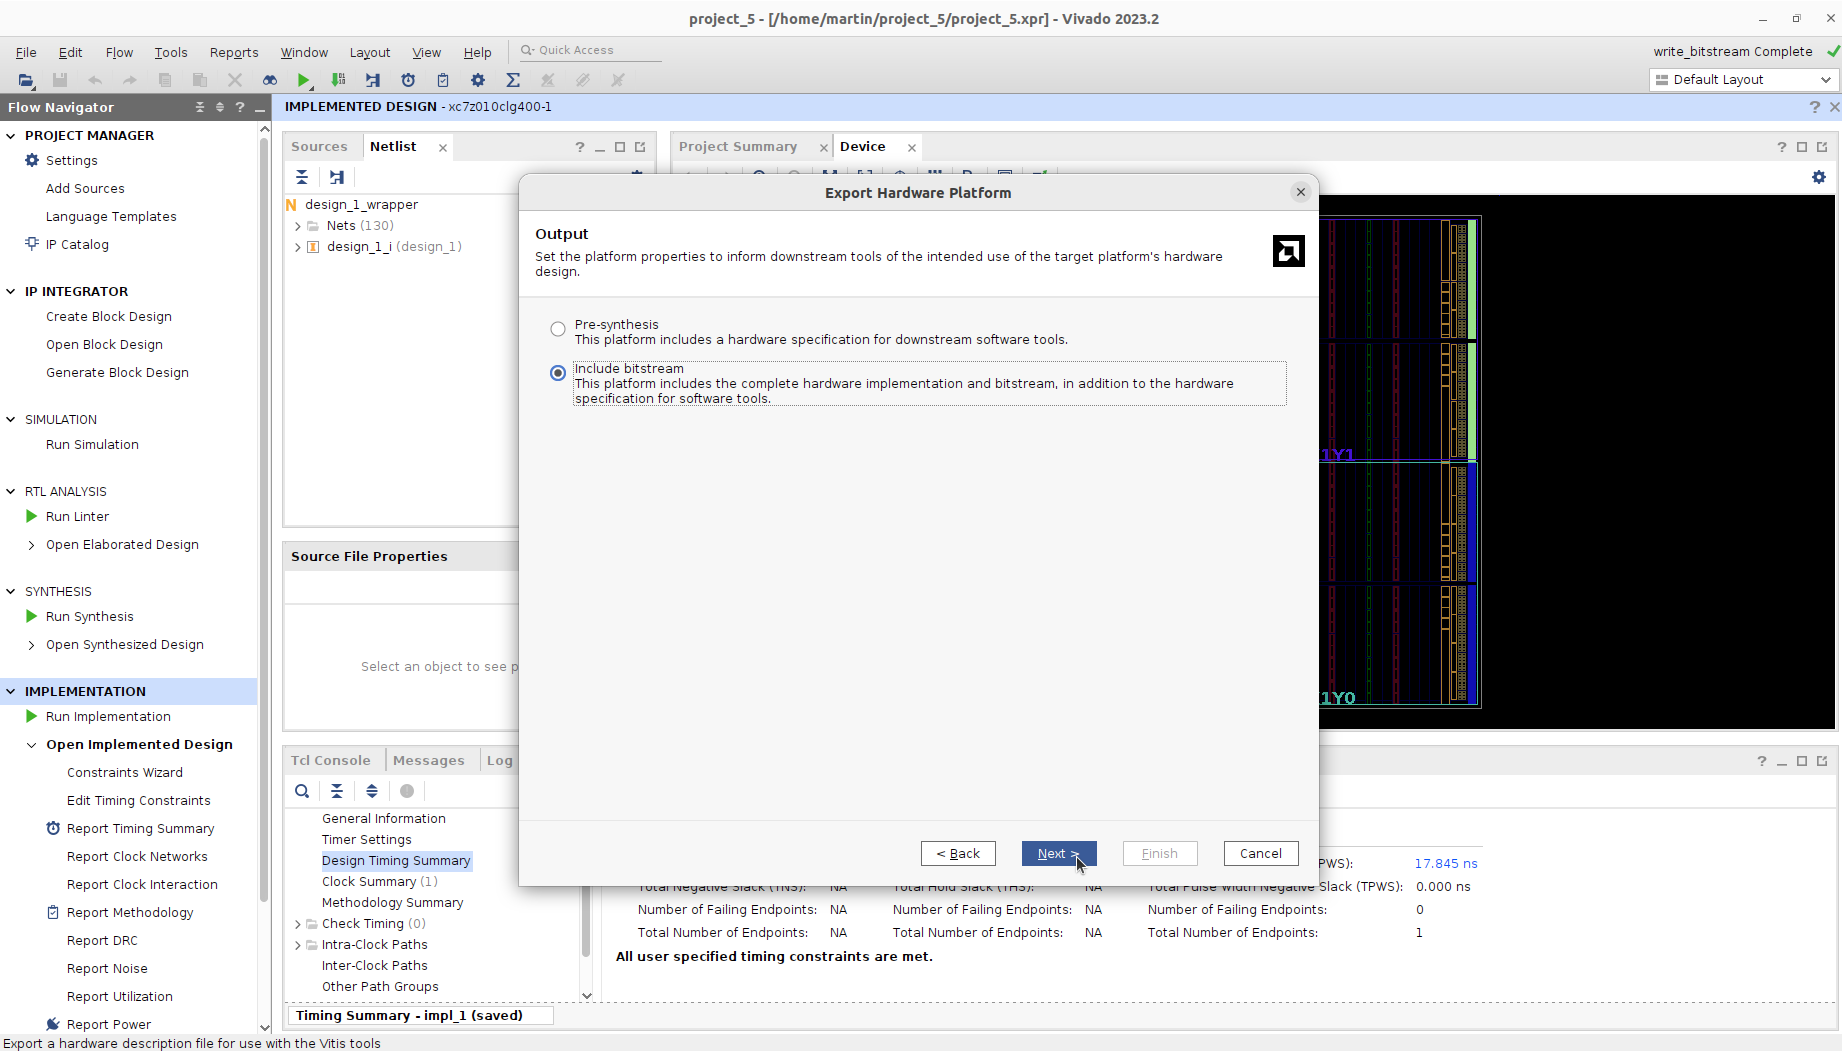 project_5 - [/home/martin/project_5/project_5.xpr] - Vivado 2023.2
File Edit Flow Tools Reports Window Layout View Help Quick Access
write_bitstream Complete
Default Layout
Flow Navigator
IMPLEMENTED DESIGN - xc7z010clg400-1
PROJECT MANAGER
Settings
Add Sources
Language Templates
IP Catalog
IP INTEGRATOR
Create Block Design
Open Block Design
Generate Block Design
SIMULATION
Run Simulation
RTL ANALYSIS
Run Linter
Open Elaborated Design
SYNTHESIS
Run Synthesis
Open Synthesized Design
IMPLEMENTATION
Run Implementation
Open Implemented Design
Constraints Wizard
Edit Timing Constraints
Report Timing Summary
Report Clock Networks
Report Clock Interaction
Report Methodology
Report DRC
Report Noise
Report Utilization
Report Power
Sources Netlist
N design_1_wrapper
Nets (130)
design_1_i (design_1)
Project Summary Device
Source File Properties
Select an object to see p
Export Hardware Platform
Output
Set the platform properties to inform downstream tools of the intended use of the target platform's hardware
design.
Pre-synthesis
This platform includes a hardware specification for downstream software tools.
Include bitstream
This platform includes the complete hardware implementation and bitstream, in addition to the hardware
specification for software tools.
< Back Next > Finish Cancel
1Y1
1Y0
Tcl Console Messages Log
General Information
Timer Settings
Design Timing Summary
Clock Summary (1)
Methodology Summary
Check Timing (0)
Intra-Clock Paths
Inter-Clock Paths
Other Path Groups
PWS): 17.845 ns
Total Negative Slack (TNS): NA Total Hold Slack (THS): NA Total Pulse Width Negative Slack (TPWS): 0.000 ns
Number of Failing Endpoints: NA Number of Failing Endpoints: NA Number of Failing Endpoints: 0
Total Number of Endpoints: NA Total Number of Endpoints: NA Total Number of Endpoints: 1
All user specified timing constraints are met.
Timing Summary - impl_1 (saved)
Export a hardware description file for use with the Vitis tools